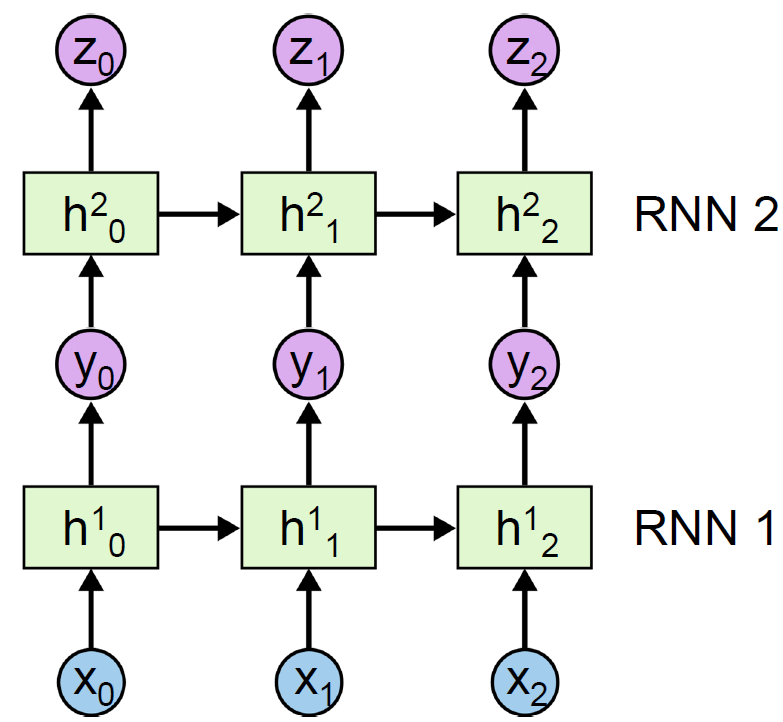 z₀ z₁ z₂
h²₀ h²₁ h²₂ RNN 2
y₀ y₁ y₂
h¹₀ h¹₁ h¹₂ RNN 1
x₀ x₁ x₂